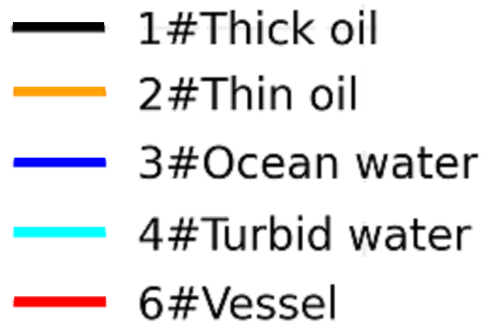 1#Thick oil
2#Thin oil
3#Ocean water
4#Turbid water
6#Vessel